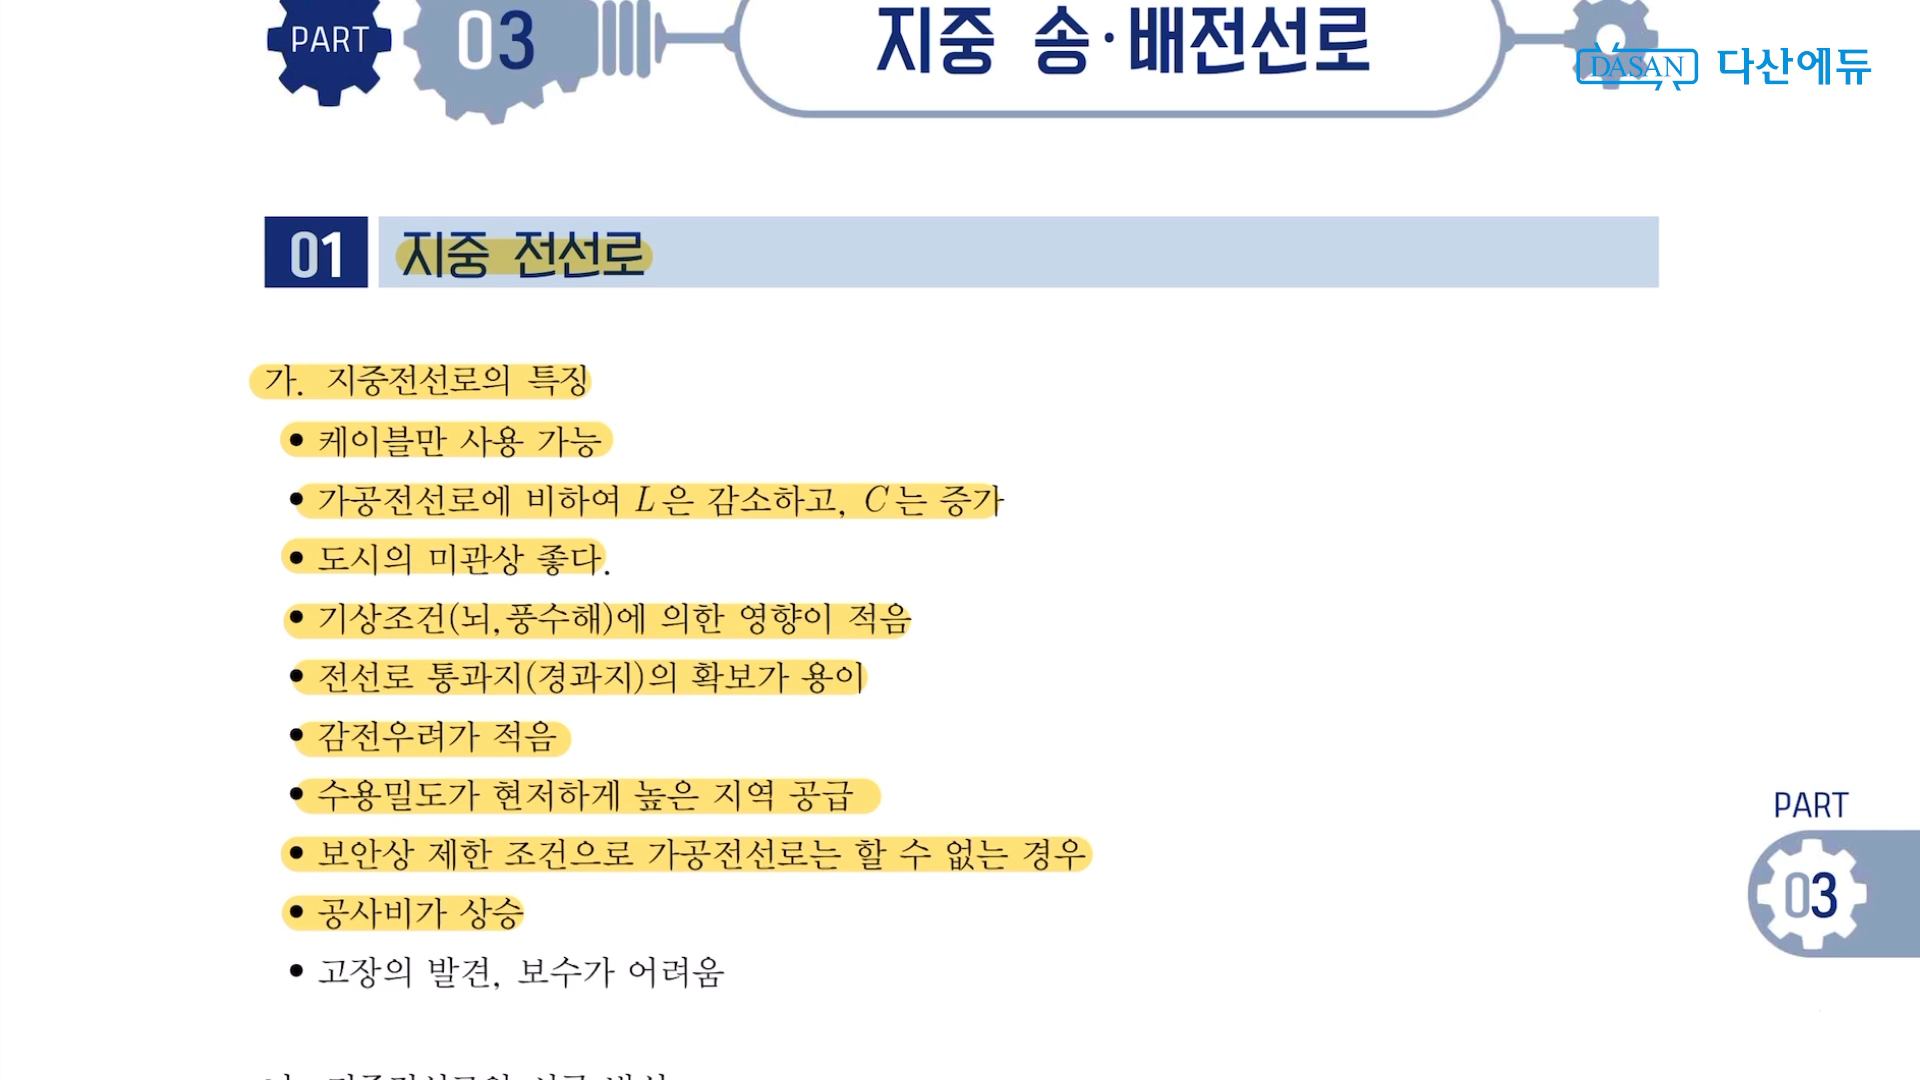 PART 03 지중 송·배전선로
DASAN 다산에듀
01 지중 전선로
가. 지중전선로의 특징
• 케이블만 사용 가능
• 가공전선로에 비하여 L은 감소하고, C는 증가
• 도시의 미관상 좋다.
• 기상조건(뇌,풍수해)에 의한 영향이 적음
• 전선로 통과지(경과지)의 확보가 용이
• 감전우려가 적음
• 수용밀도가 현저하게 높은 지역 공급
• 보안상 제한 조건으로 가공전선로는 할 수 없는 경우
• 공사비가 상승
• 고장의 발견, 보수가 어려움
PART
03